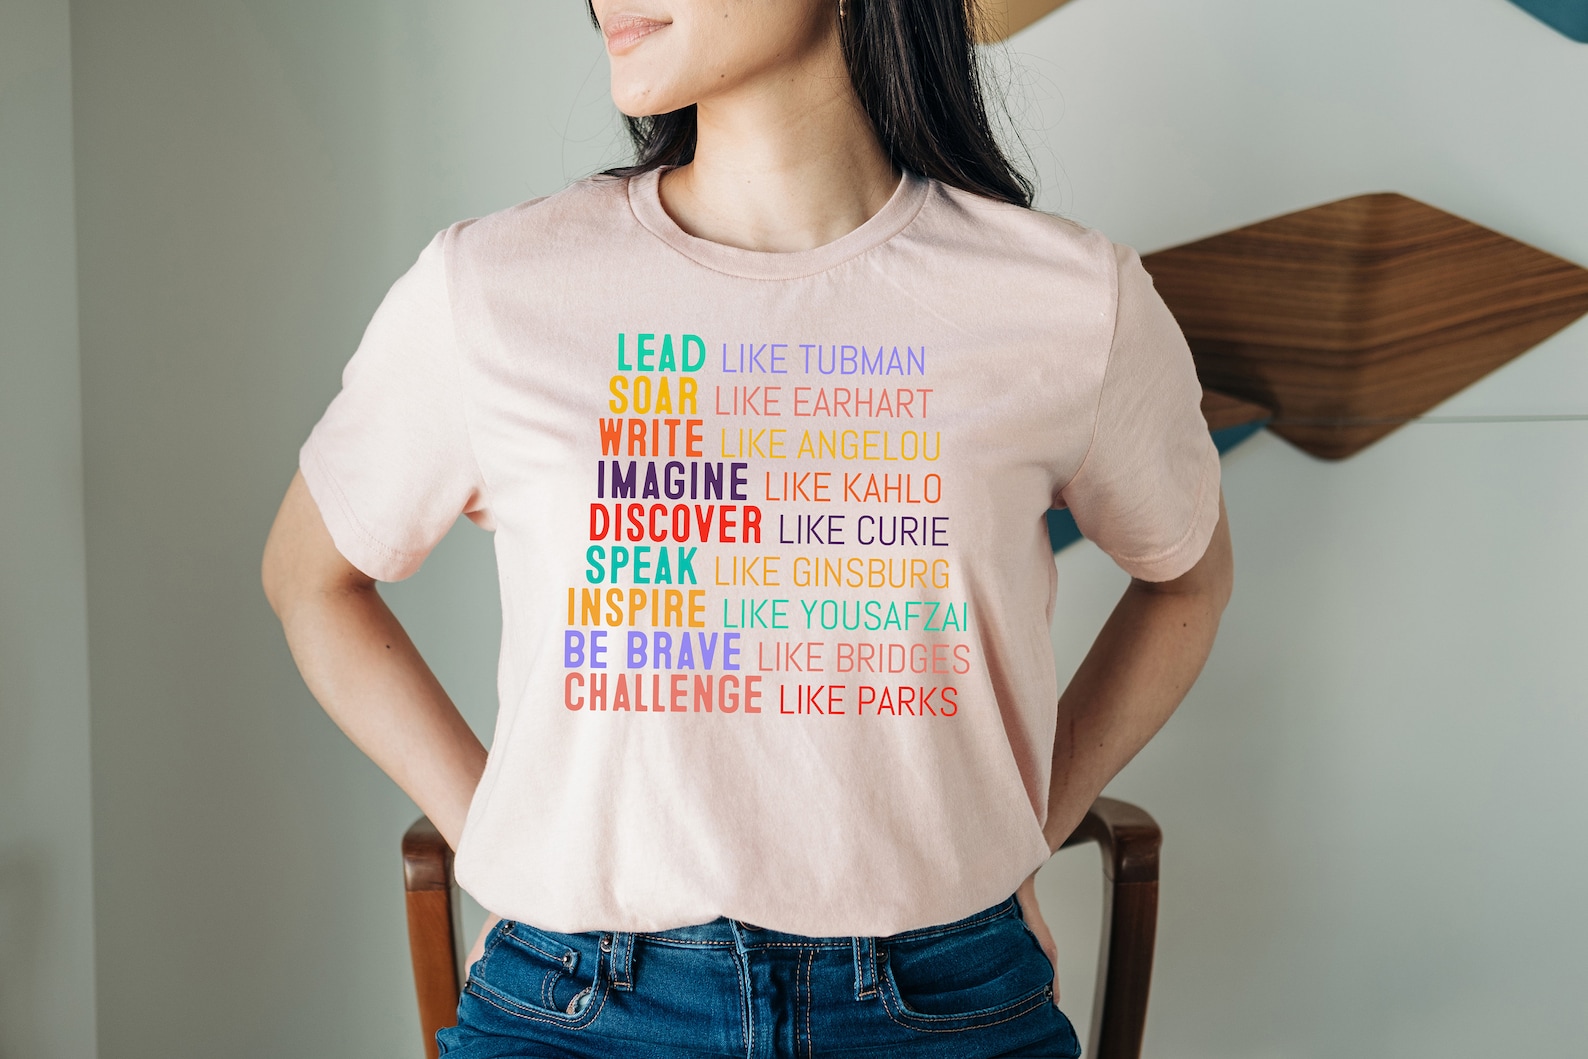 LEAD LIKE TUBMAN
SOAR LIKE EARHART
WRITE LIKE ANGELOU
IMAGINE LIKE KAHLO
DISCOVER LIKE CURIE
SPEAK LIKE GINSBURG
INSPIRE LIKE YOUSAFZAI
BE BRAVE LIKE BRIDGES
CHALLENGE LIKE PARKS